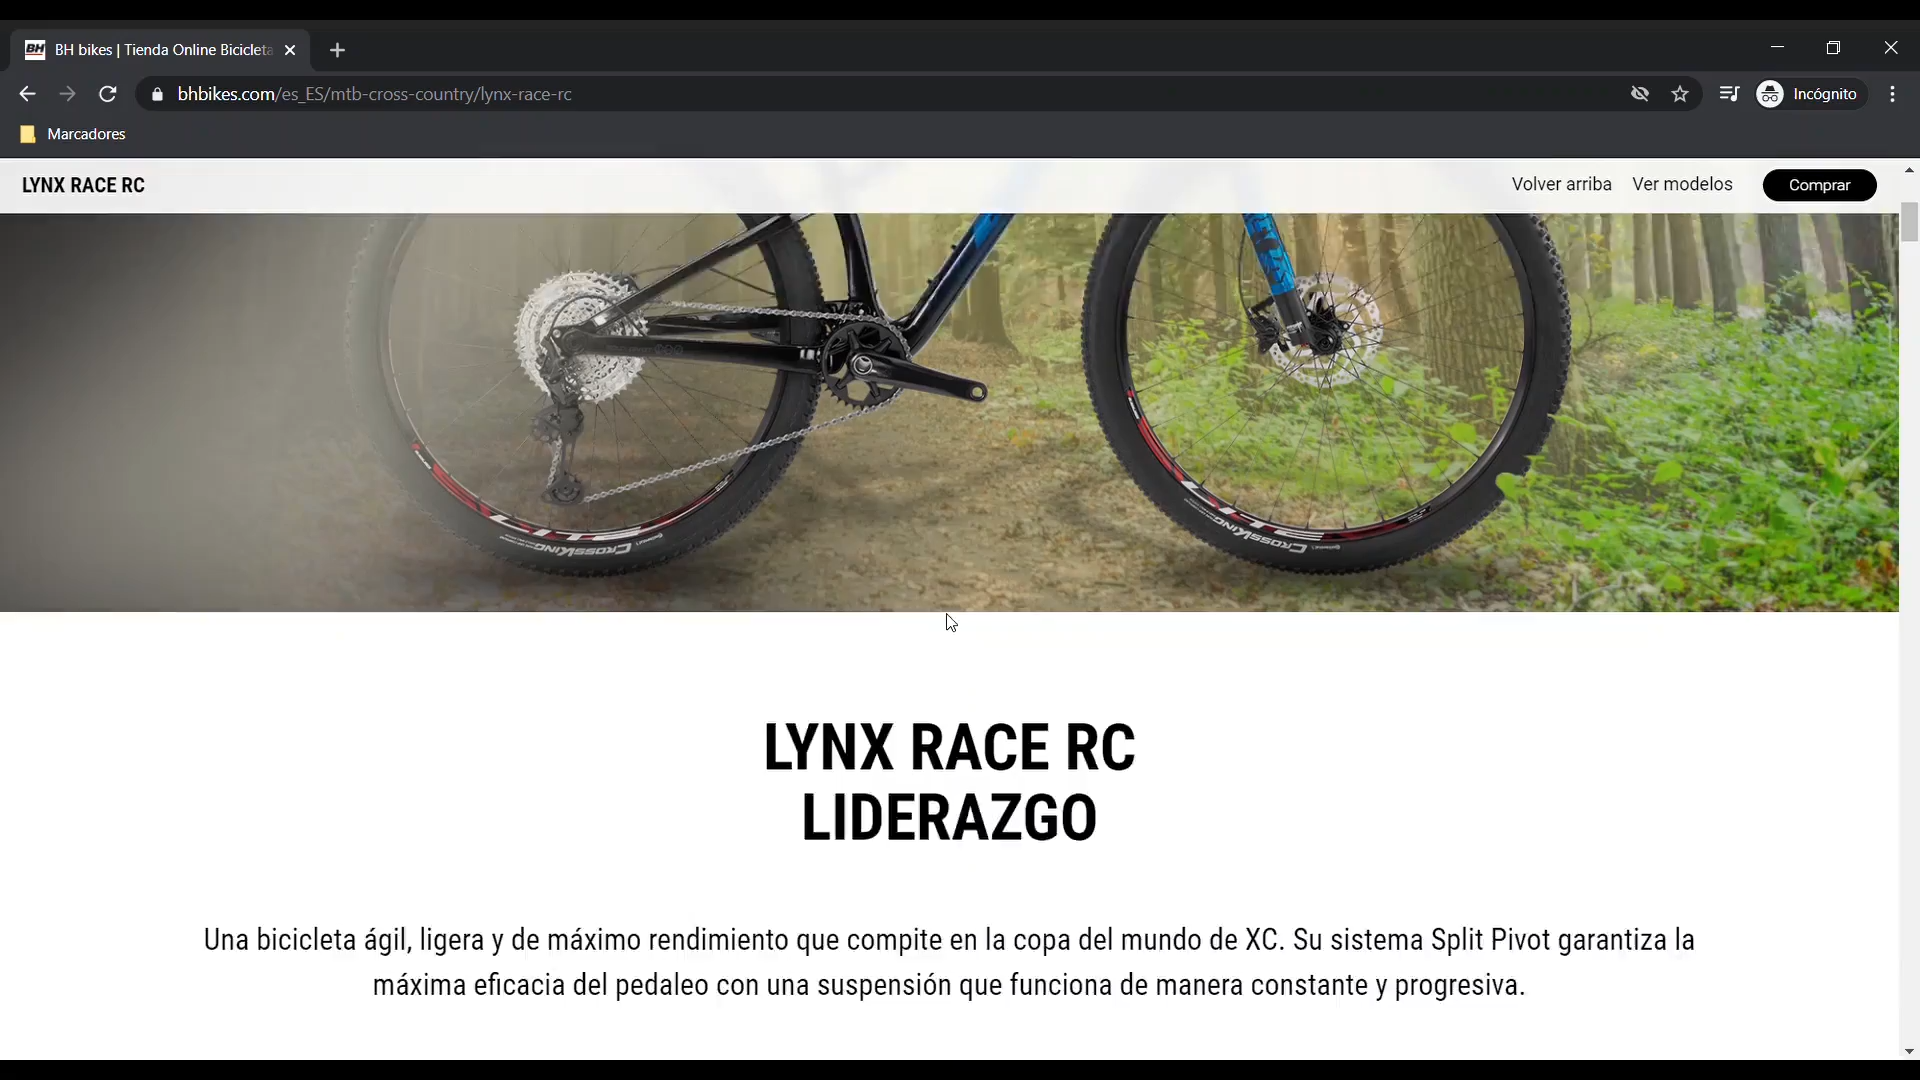 BH BH bikes | Tienda Online Bicicleta
bhbikes.com/es_ES/mtb-cross-country/lynx-race-rc
Incógnito
Marcadores
LYNX RACE RC
Volver arriba
Ver modelos
Comprar
CROSSKING
CROSSKING
LYNX RACE RC
LIDERAZGO
Una bicicleta ágil, ligera y de máximo rendimiento que compite en la copa del mundo de XC. Su sistema Split Pivot garantiza la
máxima eficacia del pedaleo con una suspensión que funciona de manera constante y progresiva.